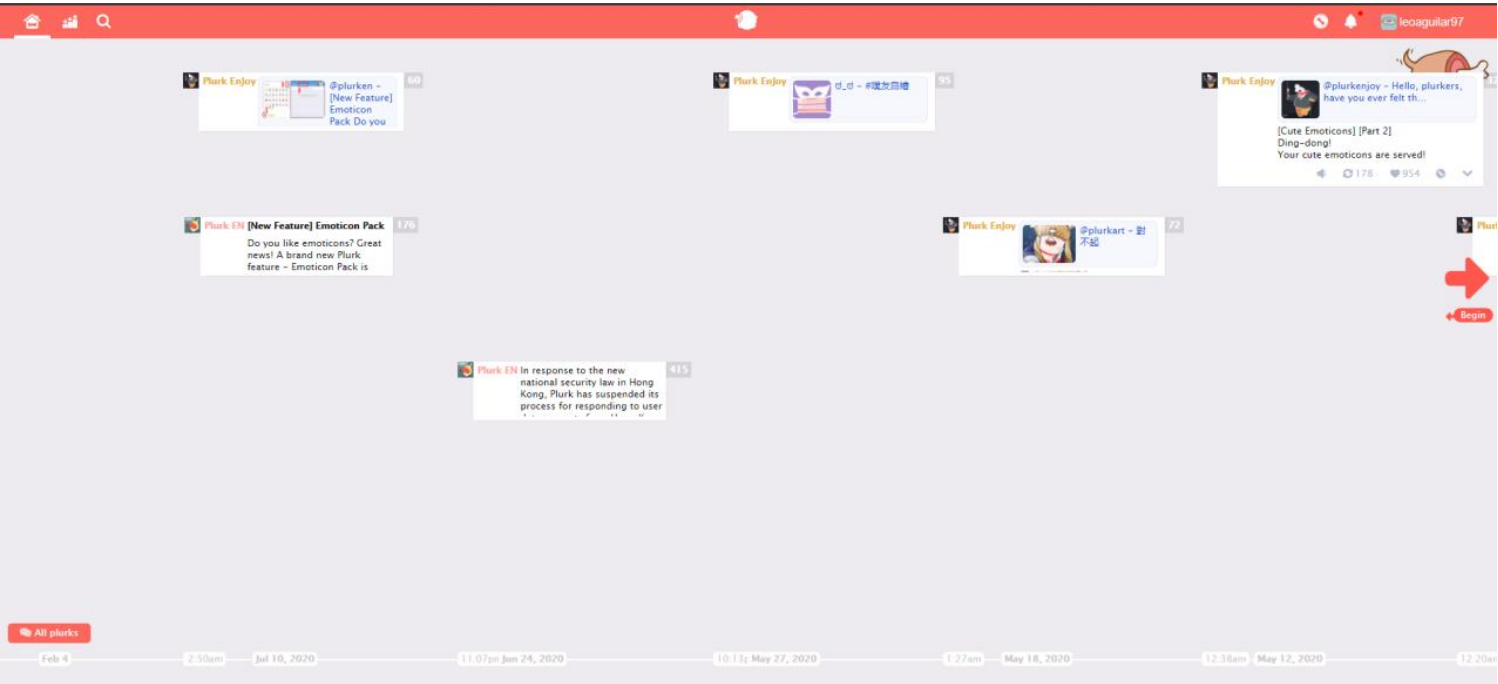 leoaguilar97
Plurk Enjoy
@plurken - 60
[New Feature]
Emoticon
Pack Do you
Plurk Enjoy
ಠ_ಠ - #噗友自繪 95
Plurk Enjoy
@plurkenjoy - Hello, plurkers,
have you ever felt th...
[Cute Emoticons] [Part 2]
Ding-dong!
Your cute emoticons are served!
178 954
Plurk EN [New Feature] Emoticon Pack 176
Do you like emoticons? Great
news! A brand new Plurk
feature - Emoticon Pack is
Plurk Enjoy
@plurkart - 對 72
不起
Begin
Plurk EN In response to the new 415
national security law in Hong
Kong, Plurk has suspended its
process for responding to user
All plurks
Feb 4 2:50am Jul 10, 2020 11:07pm Jun 24, 2020 May 27, 2020 1:27am May 18, 2020 12:38am May 12, 2020